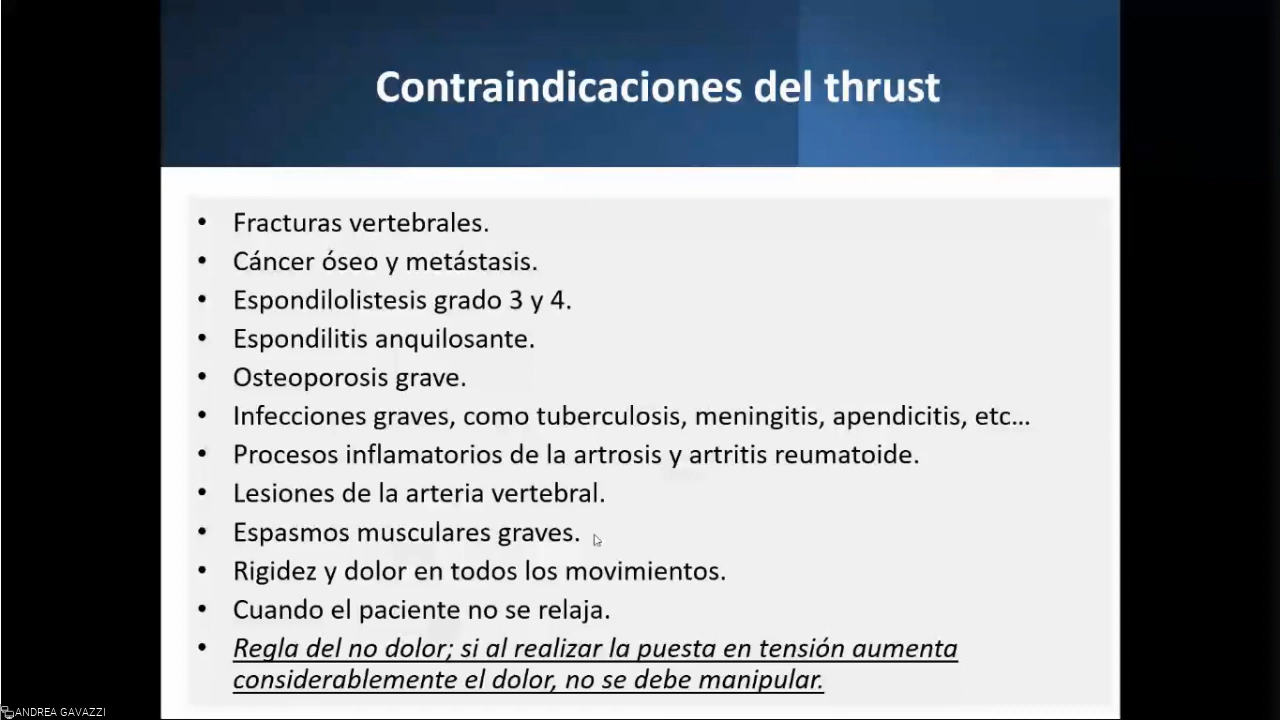 Contraindicaciones del thrust
• Fracturas vertebrales.
• Cáncer óseo y metástasis.
• Espondilolistesis grado 3 y 4.
• Espondilitis anquilosante.
• Osteoporosis grave.
• Infecciones graves, como tuberculosis, meningitis, apendicitis, etc...
• Procesos inflamatorios de la artrosis y artritis reumatoide.
• Lesiones de la arteria vertebral.
• Espasmos musculares graves.
• Rigidez y dolor en todos los movimientos.
• Cuando el paciente no se relaja.
• Regla del no dolor; si al realizar la puesta en tensión aumenta
considerablemente el dolor, no se debe manipular.
ANDREA GAVAZZI